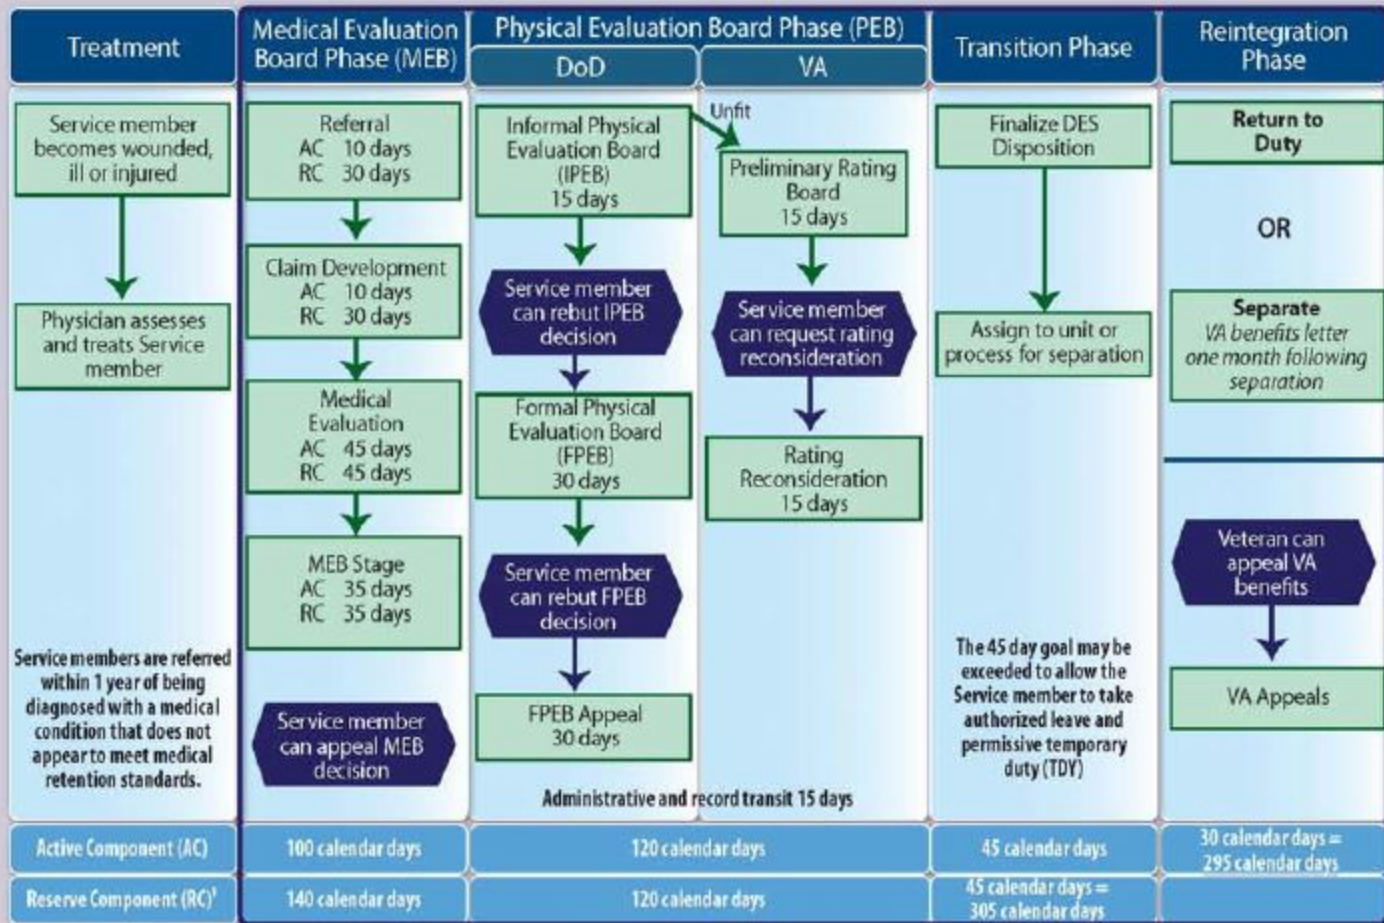 Treatment
Medical Evaluation
Board Phase (MEB)
Physical Evaluation Board Phase (PEB)
DoD
VA
Transition Phase
Reintegration
Phase
Service member
becomes wounded,
ill or injured
Physician assesses
and treats Service
member
Service members are referred
within 1 year of being
diagnosed with a medical
condition that does not
appear to meet medical
retention standards.
Referral
AC 10 days
RC 30 days
Claim Development
AC 10 days
RC 30 days
Medical
Evaluation
AC 45 days
RC 45 days
MEB Stage
AC 35 days
RC 35 days
Service member
can appeal MEB
decision
Informal Physical
Evaluation Board
(IPEB)
15 days
Service member
can rebut IPEB
decision
Formal Physical
Evaluation Board
(FPEB)
30 days
Service member
can rebut FPEB
decision
FPEB Appeal
30 days
Unfit
Preliminary Rating
Board
15 days
Service member
can request rating
reconsideration
Rating
Reconsideration
15 days
Administrative and record transit 15 days
Finalize DES
Disposition
Assign to unit or
process for separation
The 45 day goal may be
exceeded to allow the
Service member to take
authorized leave and
permissive temporary
duty (TDY)
Return to
Duty
OR
Separate
VA benefits letter
one month following
separation
Veteran can
appeal VA
benefits
VA Appeals
Active Component (AC)
100 calendar days
120 calendar days
45 calendar days
30 calendar days =
295 calendar days
Reserve Component (RC)¹
140 calendar days
120 calendar days
45 calendar days =
305 calendar days